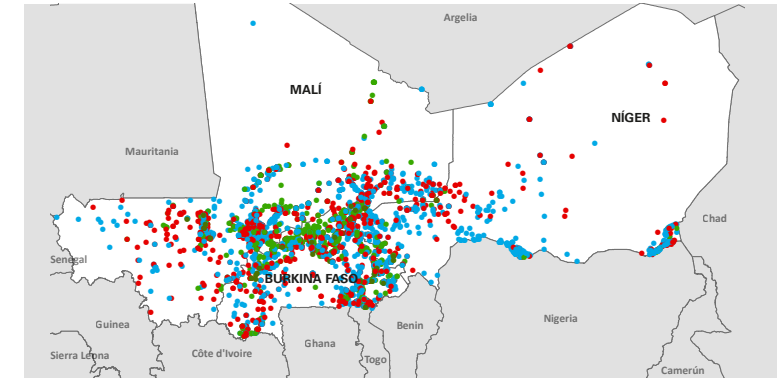 Argelia
MALÍ
NÍGER
Mauritania
Chad
Senegal
BURKINA FASO
Guinea
Nigeria
Benin
Ghana
Côte d'Ivoire
Sierra Leona
Togo
Camerún